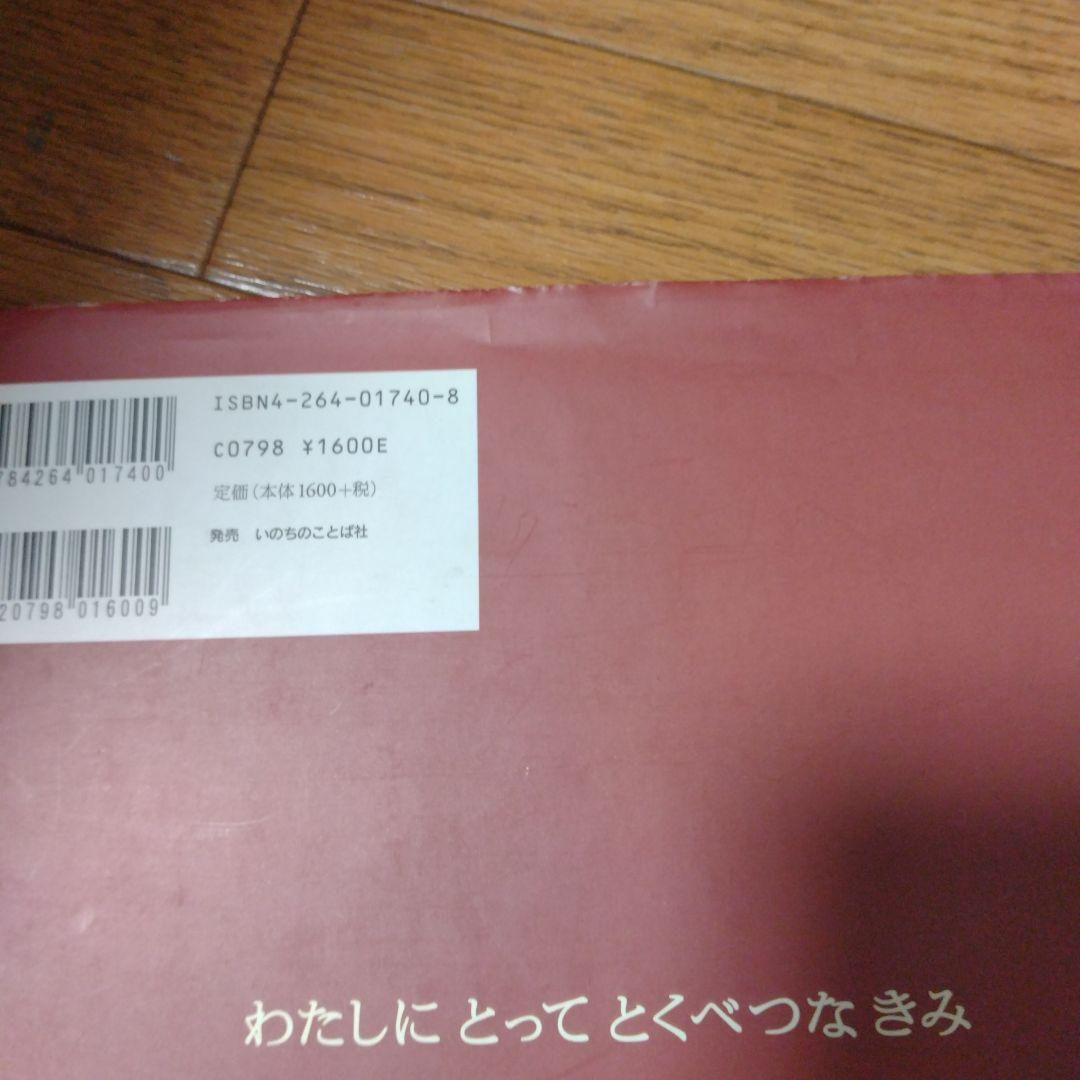 ISBN4-264-01740-8
C0798 ¥1600E
定価(本体1600+税)
発売 いのちのことば社
784264 017400
20798 016009
わたしに とって とくべつな きみ